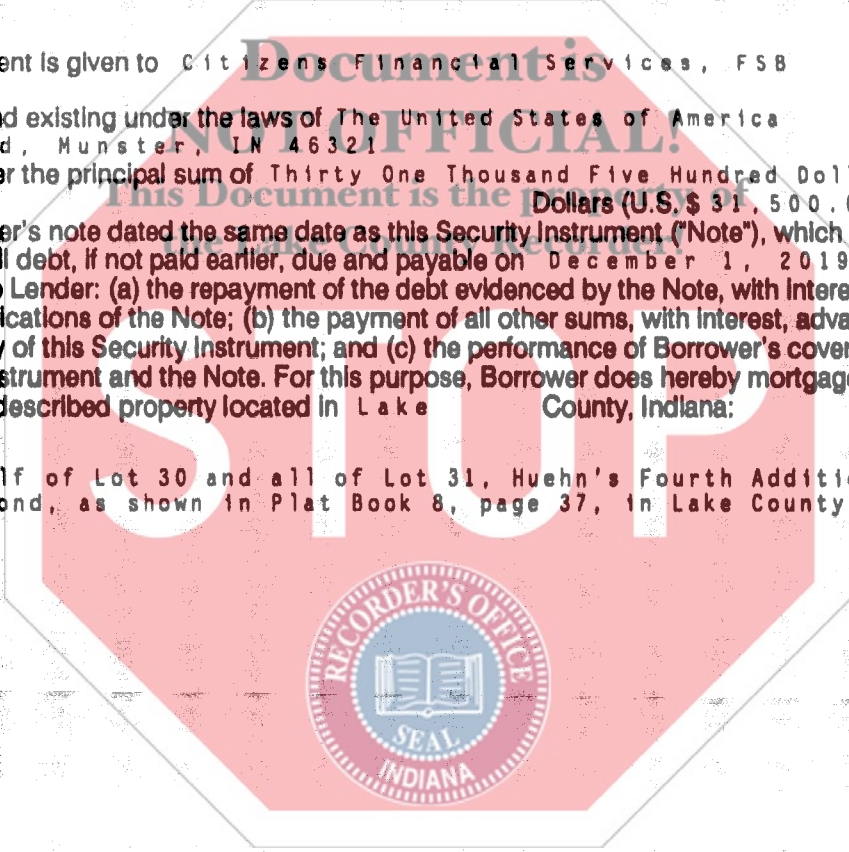 ent is given to Citizens Financial Services, FSB
Document is
d existing under the laws of The United States of America
NOT OFFICIAL!
d, Munster, IN 46321
er the principal sum of Thirty One Thousand Five Hundred Dol
This Document is the property of
Dollars (U.S. $ 31,500.
er's note dated the same date as this Security Instrument ("Note"), which
the Lake County Recorder!
l debt, if not paid earlier, due and payable on December 1, 2019
Lender: (a) the repayment of the debt evidenced by the Note, with intere
ications of the Note; (b) the payment of all other sums, with interest, adva
of this Security Instrument; and (c) the performance of Borrower's cover
strument and the Note. For this purpose, Borrower does hereby mortgag
described property located in Lake County, Indiana:
STOP
lf of Lot 30 and all of Lot 31, Huehn's Fourth Additi
ond, as shown in Plat Book 8, page 37, in Lake County
RECORDER'S OFFICE
SEAL
INDIANA